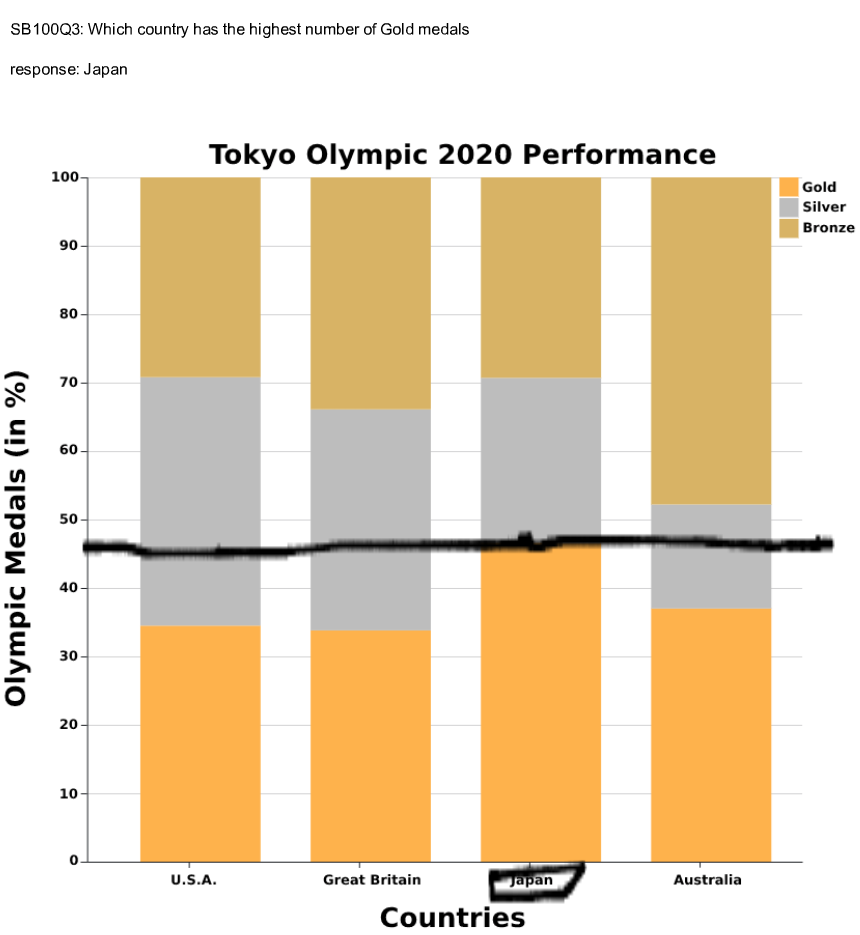 SB100Q3: Which country has the highest number of Gold medals
response: Japan
Tokyo Olympic 2020 Performance
Gold
Silver
Bronze
Olympic Medals (in %)
100
90
80
70
60
50
40
30
20
10
0
U.S.A.
Great Britain
Japan
Australia
Countries